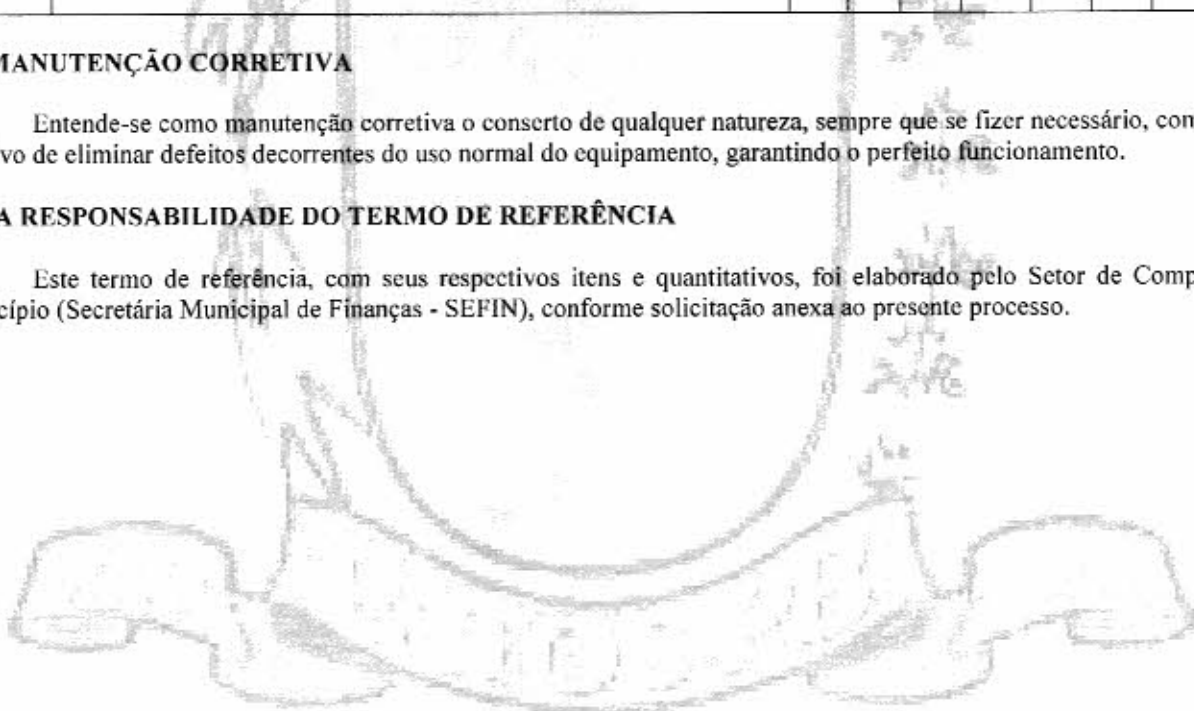 MANUTENÇÃO CORRETIVA
Entende-se como manutenção corretiva o conserto de qualquer natureza, sempre que se fizer necessário, com
vo de eliminar defeitos decorrentes do uso normal do equipamento, garantindo o perfeito funcionamento.
A RESPONSABILIDADE DO TERMO DE REFERÊNCIA
Este termo de referência, com seus respectivos itens e quantitativos, foi elaborado pelo Setor de Comp
cípio (Secretária Municipal de Finanças - SEFIN), conforme solicitação anexa ao presente processo.